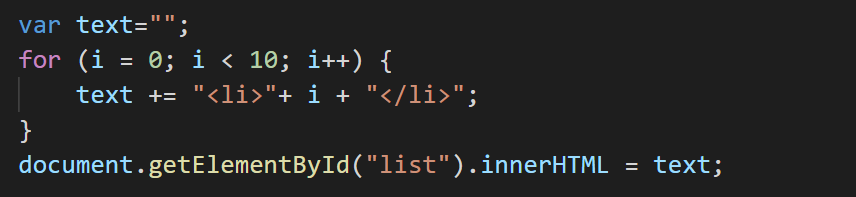 var text="";
for (i = 0; i < 10; i++) {
    text += "<li>"+ i + "</li>";
}
document.getElementById("list").innerHTML = text;